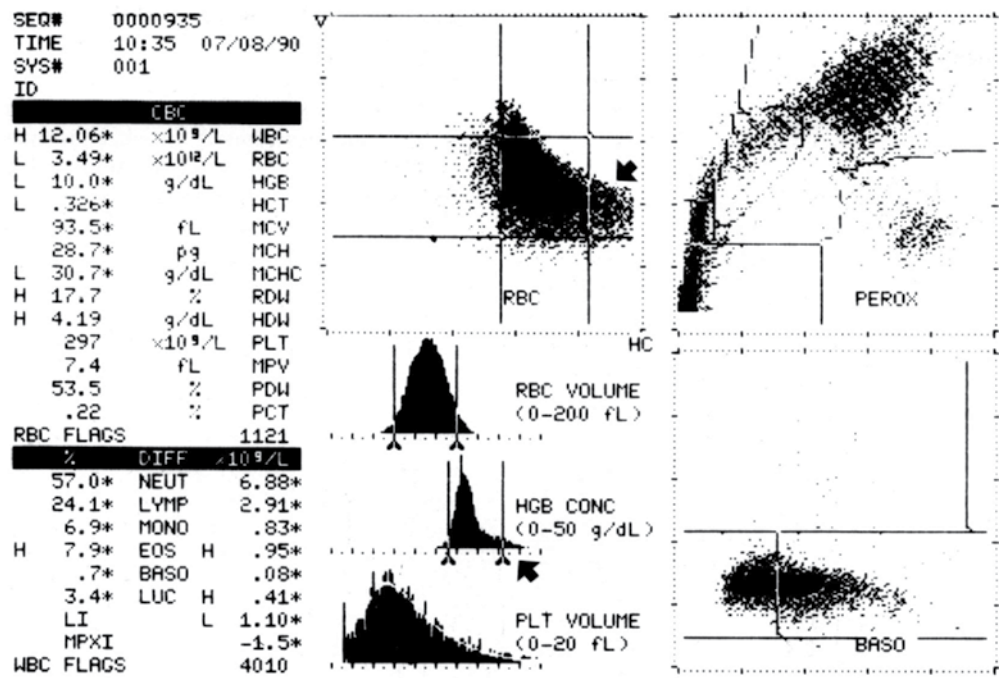 SEQ# 0000935
TIME 10:35 07/08/90
SYS# 001
ID
CBC
H 12.06* ×10⁹/L WBC
L 3.49* ×10¹²/L RBC
L 10.0* g/dL HGB
L .326* HCT
93.5* fL MCV
28.7* pg MCH
L 30.7* g/dL MCHC
H 17.7 % RDW
H 4.19 g/dL HDW
297 ×10⁹/L PLT
7.4 fL MPV
53.5 % PDW
.22 % PCT
RBC FLAGS 1121
% DIFF ×10⁹/L
57.0* NEUT 6.88*
24.1* LYMP 2.91*
6.9* MONO .83*
H 7.9* EOS H .95*
.7* BASO .08*
3.4* LUC H .41*
LI L 1.10*
MPXI -1.5*
WBC FLAGS 4010
RBC
HC
RBC VOLUME
(0-200 fL)
HGB CONC
(0-50 g/dL)
PLT VOLUME
(0-20 fL)
PEROX
BASO